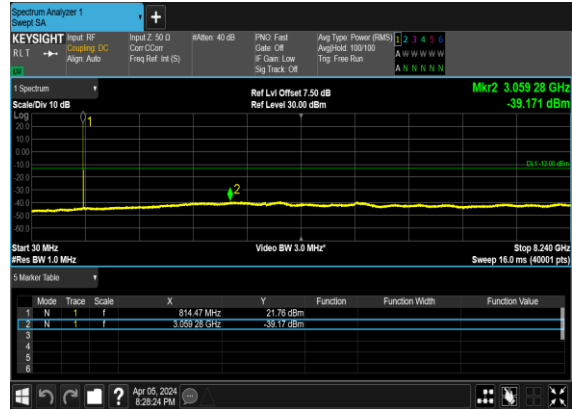 Spectrum Analyzer 1
Swept SA
+
KEYSIGHT Input: RF Input Z: 50 Ω #Atten: 40 dB PNO: Fast Avg Type: Power (RMS) 1 2 3 4 5 6
RLT Coupling: DC Corr CCorr Gate: Off Avg|Hold: 100/100 A W W W W W
Align: Auto Freq Ref: Int (S) IF Gain: Low Trig: Free Run
Sig Track: Off A N N N N N
1 Spectrum Ref Lvl Offset 7.50 dB Mkr2 3.059 28 GHz
Scale/Div 10 dB Ref Level 30.00 dBm -39.171 dBm
Log
20.0
10.0
0.00
-10.0
-20.0
-30.0
-40.0
-50.0
-60.0
1
DL1 -13.00 dBm
2
Start 30 MHz Video BW 3.0 MHz* Stop 8.240 GHz
#Res BW 1.0 MHz Sweep 16.0 ms (40001 pts)
5 Marker Table
Mode Trace Scale X Y Function Function Width Function Value
1 N 1 f 814.47 MHz 21.76 dBm
2 N 1 f 3.059 28 GHz -39.17 dBm
3
4
5
6
? Apr 05, 2024
8:28:24 PM